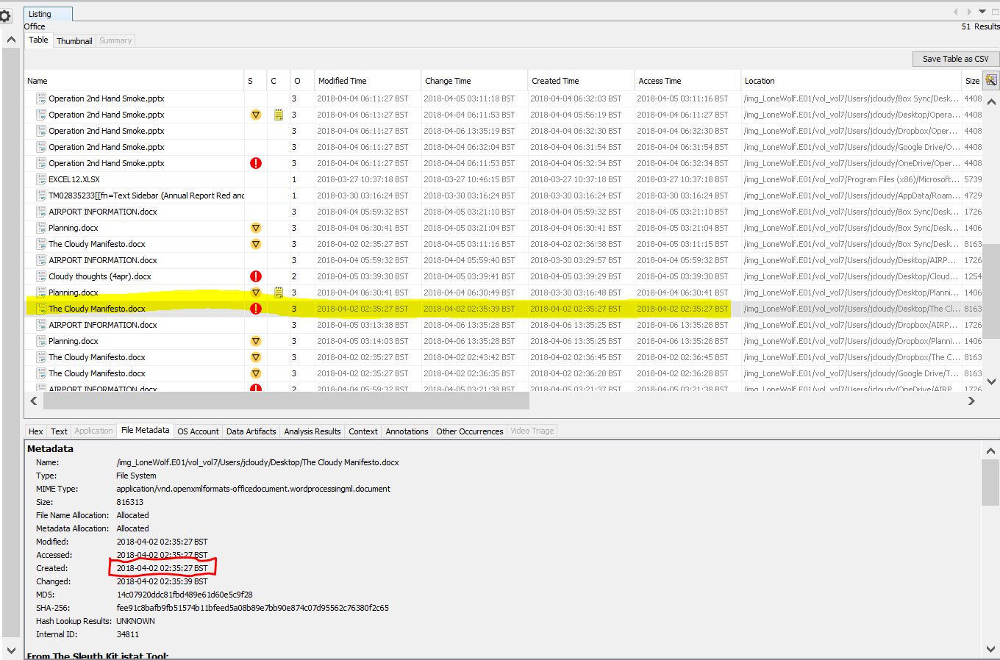 Listing
Office 51 Results
Table Thumbnail Summary
Save Table as CSV
Name S C O Modified Time Change Time Created Time Access Time Location Size
Operation 2nd Hand Smoke.pptx 3 2018-04-04 06:11:27 BST 2018-04-05 03:11:18 BST 2018-04-04 06:32:03 BST 2018-04-05 03:11:16 BST /img_LoneWolf.E01/vol_vol7/Users/jcloudy/Box Sync/Desk... 4408
Operation 2nd Hand Smoke.pptx 3 2018-04-04 06:11:27 BST 2018-04-04 06:11:53 BST 2018-04-04 05:56:19 BST 2018-04-04 06:11:27 BST /img_LoneWolf.E01/vol_vol7/Users/jcloudy/Desktop/Opera... 4408
Operation 2nd Hand Smoke.pptx 3 2018-04-04 06:11:27 BST 2018-04-06 13:35:19 BST 2018-04-04 06:32:30 BST 2018-04-04 06:32:30 BST /img_LoneWolf.E01/vol_vol7/Users/jcloudy/Dropbox/Oper... 4408
Operation 2nd Hand Smoke.pptx 3 2018-04-04 06:11:27 BST 2018-04-04 06:32:04 BST 2018-04-04 06:31:54 BST 2018-04-04 06:31:54 BST /img_LoneWolf.E01/vol_vol7/Users/jcloudy/Google Drive/O... 4408
Operation 2nd Hand Smoke.pptx 3 2018-04-04 06:11:27 BST 2018-04-04 06:11:53 BST 2018-04-04 06:32:34 BST 2018-04-04 06:32:34 BST /img_LoneWolf.E01/vol_vol7/Users/jcloudy/OneDrive/Oper... 4408
EXCEL12.XLSX 1 2018-03-27 10:37:18 BST 2018-03-27 10:46:15 BST 2018-03-27 10:37:18 BST 2018-03-27 10:37:18 BST /img_LoneWolf.E01/vol_vol7/Program Files (x86)/Microsoft... 5739
TM02835233[[fn=Text Sidebar (Annual Report Red and 1 2018-03-30 03:16:24 BST 2018-03-30 03:16:24 BST 2018-03-30 03:16:24 BST 2018-03-30 03:16:24 BST /img_LoneWolf.E01/vol_vol7/Users/jcloudy/AppData/Roam... 4729
AIRPORT INFORMATION.docx 3 2018-04-04 05:59:32 BST 2018-04-05 03:21:10 BST 2018-04-04 05:59:32 BST 2018-04-05 03:21:10 BST /img_LoneWolf.E01/vol_vol7/Users/jcloudy/Box Sync/Desk... 1726
Planning.docx 3 2018-04-04 06:30:41 BST 2018-04-05 03:21:04 BST 2018-04-04 06:30:41 BST 2018-04-05 03:21:04 BST /img_LoneWolf.E01/vol_vol7/Users/jcloudy/Box Sync/Desk... 1406
The Cloudy Manifesto.docx 3 2018-04-02 02:35:27 BST 2018-04-05 03:11:16 BST 2018-04-02 02:36:38 BST 2018-04-05 03:11:15 BST /img_LoneWolf.E01/vol_vol7/Users/jcloudy/Box Sync/Desk... 8163
AIRPORT INFORMATION.docx 3 2018-04-04 05:59:32 BST 2018-04-04 05:59:40 BST 2018-03-30 03:29:57 BST 2018-04-04 05:59:32 BST /img_LoneWolf.E01/vol_vol7/Users/jcloudy/Desktop/AIRP... 1726
Cloudy thoughts (4apr).docx 2 2018-04-05 03:39:30 BST 2018-04-05 03:39:41 BST 2018-04-05 03:39:29 BST 2018-04-05 03:39:30 BST /img_LoneWolf.E01/vol_vol7/Users/jcloudy/Desktop/Cloud... 1254
Planning.docx 3 2018-04-04 06:30:41 BST 2018-04-04 06:30:49 BST 2018-03-30 03:16:48 BST 2018-04-04 06:30:41 BST /img_LoneWolf.E01/vol_vol7/Users/jcloudy/Desktop/Planni... 1406
The Cloudy Manifesto.docx 3 2018-04-02 02:35:27 BST 2018-04-02 02:35:39 BST 2018-04-02 02:35:27 BST 2018-04-02 02:35:27 BST /img_LoneWolf.E01/vol_vol7/Users/jcloudy/Desktop/The Cl... 8163
AIRPORT INFORMATION.docx 3 2018-04-05 03:13:38 BST 2018-04-06 13:35:28 BST 2018-04-06 13:35:25 BST 2018-04-06 13:35:28 BST /img_LoneWolf.E01/vol_vol7/Users/jcloudy/Dropbox/AIRP... 1726
Planning.docx 3 2018-04-05 03:14:03 BST 2018-04-06 13:35:28 BST 2018-04-06 13:35:25 BST 2018-04-06 13:35:28 BST /img_LoneWolf.E01/vol_vol7/Users/jcloudy/Dropbox/Planni... 1406
The Cloudy Manifesto.docx 3 2018-04-02 02:35:27 BST 2018-04-02 02:43:42 BST 2018-04-02 02:36:45 BST 2018-04-02 02:36:45 BST /img_LoneWolf.E01/vol_vol7/Users/jcloudy/Dropbox/The C... 8163
The Cloudy Manifesto.docx 3 2018-04-02 02:35:27 BST 2018-04-02 02:36:35 BST 2018-04-02 02:36:28 BST 2018-04-02 02:36:28 BST /img_LoneWolf.E01/vol_vol7/Users/jcloudy/Google Drive/T... 8163
AIRPORT INFORMATION.docx 2 2018-04-04 05:59:32 BST 2018-04-05 03:21:38 BST 2018-04-05 03:21:37 BST 2018-04-05 03:21:38 BST /img_LoneWolf.E01/vol_vol7/Users/jcloudy/OneDrive/AIRP... 1726
Hex Text Application File Metadata OS Account Data Artifacts Analysis Results Context Annotations Other Occurrences Video Triage
Metadata
Name: /img_LoneWolf.E01/vol_vol7/Users/jcloudy/Desktop/The Cloudy Manifesto.docx
Type: File System
MIME Type: application/vnd.openxmlformats-officedocument.wordprocessingml.document
Size: 816313
File Name Allocation: Allocated
Metadata Allocation: Allocated
Modified: 2018-04-02 02:35:27 BST
Accessed: 2018-04-02 02:35:27 BST
Created: 2018-04-02 02:35:27 BST
Changed: 2018-04-02 02:35:39 BST
MD5: 14c07920ddc81fbd489e61d60e5c9f28
SHA-256: fee91c8bafb9fb51574b11bfeed5a08b89e7bb90e874c07d95562c76380f2c65
Hash Lookup Results: UNKNOWN
Internal ID: 34811
From The Sleuth Kit istat Tool: